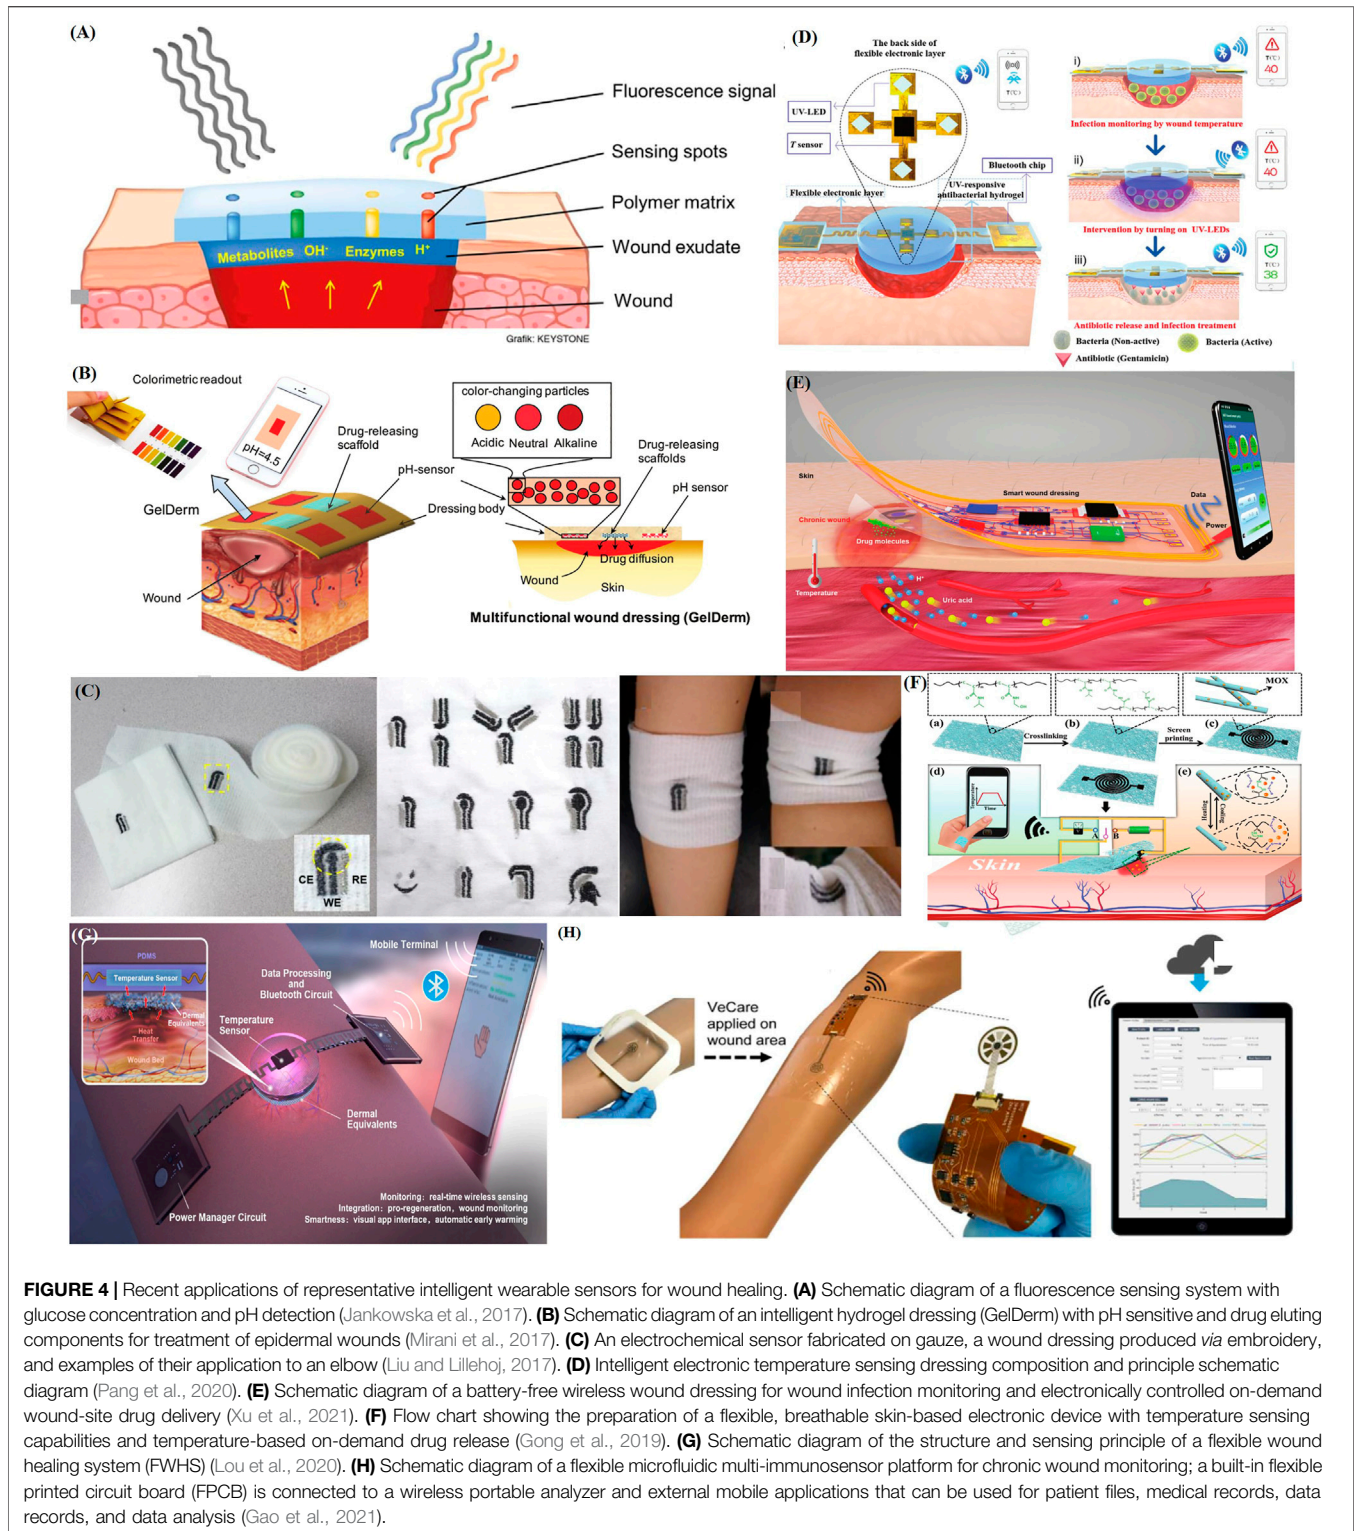 (A)
Fluorescence signal
Sensing spots
Polymer matrix
Wound exudate
Wound
Metabolites OH⁻ Enzymes H⁺
Grafik: KEYSTONE
(D)
The back side of
flexible electronic layer
UV-LED
T sensor
T(℃)
Bluetooth chip
Flexible electronic layer
UV-responsive
antibacterial hydrogel
i)
T(℃)
40
Infection monitoring by wound temperature
ii)
T(℃)
40
Intervention by turning on UV-LEDs
iii)
T(℃)
38
Antibiotic release and infection treatment
Bacteria (Non-active)
Bacteria (Active)
Antibiotic (Gentamicin)
(B)
Colorimetric readout
pH=4.5
Drug-releasing
scaffold
pH-sensor
GelDerm
Dressing body
Wound
color-changing particles
Acidic Neutral Alkaline
Drug-releasing
scaffolds
pH sensor
Drug diffusion
Wound
Skin
Multifunctional wound dressing (GelDerm)
(E)
Skin
Smart wound dressing
Data
Power
Chronic wound
Drug molecules
Temperature
H⁺
Uric acid
(C)
CE
RE
WE
(F)
MOX
(a)
(b)
(c)
Crosslinking
Screen
printing
(d)
Temperature
Time
A
B
(e)
Heating
Cooling
Skin
(G)
PDMS
Temperature Sensor
Dermal
Equivalents
Heat
Transfer
Wound Bed
Mobile Terminal
Data Processing
and
Bluetooth Circuit
Temperature
Sensor
Dermal
Equivalents
Power Manager Circuit
Monitoring: real-time wireless sensing
Integration: pro-regeneration, wound monitoring
Smartness: visual app interface, automatic early warming
(H)
VeCare
applied on
wound area
FIGURE 4 | Recent applications of representative intelligent wearable sensors for wound healing. (A) Schematic diagram of a fluorescence sensing system with
glucose concentration and pH detection (Jankowska et al., 2017). (B) Schematic diagram of an intelligent hydrogel dressing (GelDerm) with pH sensitive and drug eluting
components for treatment of epidermal wounds (Mirani et al., 2017). (C) An electrochemical sensor fabricated on gauze, a wound dressing produced via embroidery,
and examples of their application to an elbow (Liu and Lillehoj, 2017). (D) Intelligent electronic temperature sensing dressing composition and principle schematic
diagram (Pang et al., 2020). (E) Schematic diagram of a battery-free wireless wound dressing for wound infection monitoring and electronically controlled on-demand
wound-site drug delivery (Xu et al., 2021). (F) Flow chart showing the preparation of a flexible, breathable skin-based electronic device with temperature sensing
capabilities and temperature-based on-demand drug release (Gong et al., 2019). (G) Schematic diagram of the structure and sensing principle of a flexible wound
healing system (FWHS) (Lou et al., 2020). (H) Schematic diagram of a flexible microfluidic multi-immunosensor platform for chronic wound monitoring; a built-in flexible
printed circuit board (FPCB) is connected to a wireless portable analyzer and external mobile applications that can be used for patient files, medical records, data
records, and data analysis (Gao et al., 2021).